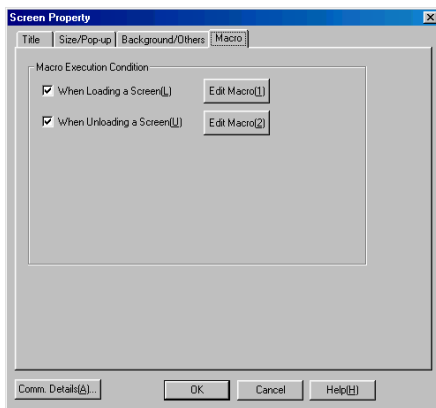 Screen Property
Title Size/Pop-up Background/Others Macro
Macro Execution Condition
When Loading a Screen(L) Edit Macro(1)
When Unloading a Screen(U) Edit Macro(2)
Comm. Details(A)... OK Cancel Help(H)